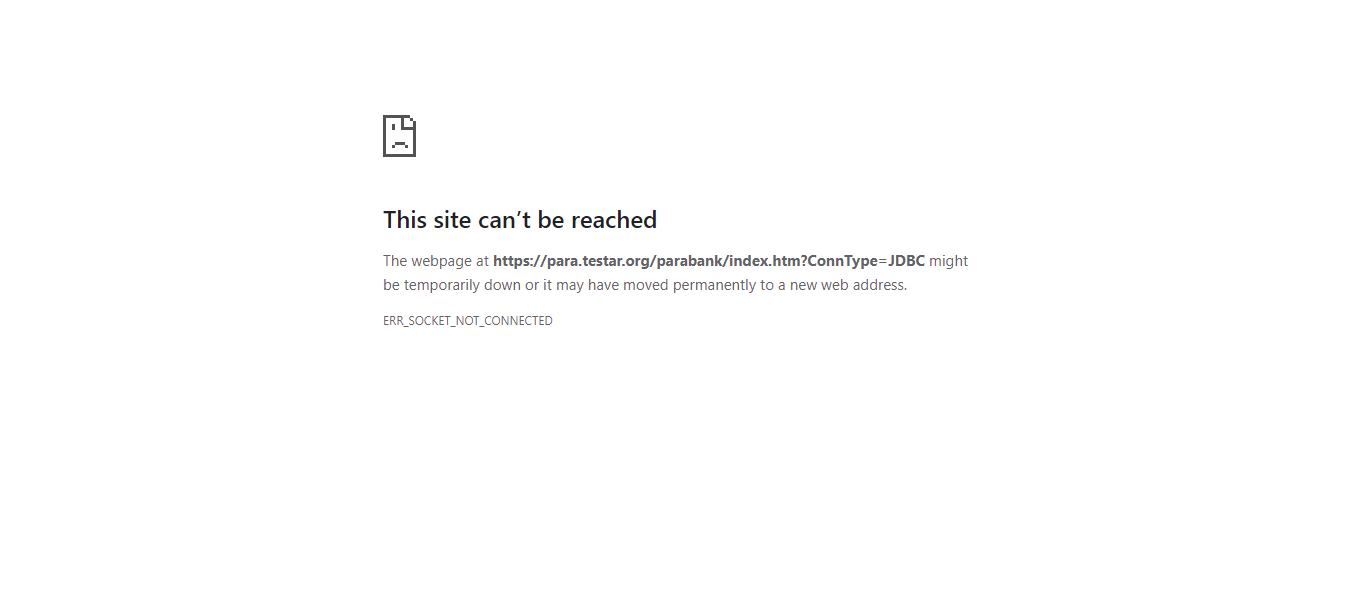 This site can’t be reached
The webpage at https://para.testar.org/parabank/index.htm?ConnType=JDBC might
be temporarily down or it may have moved permanently to a new web address.
ERR_SOCKET_NOT_CONNECTED